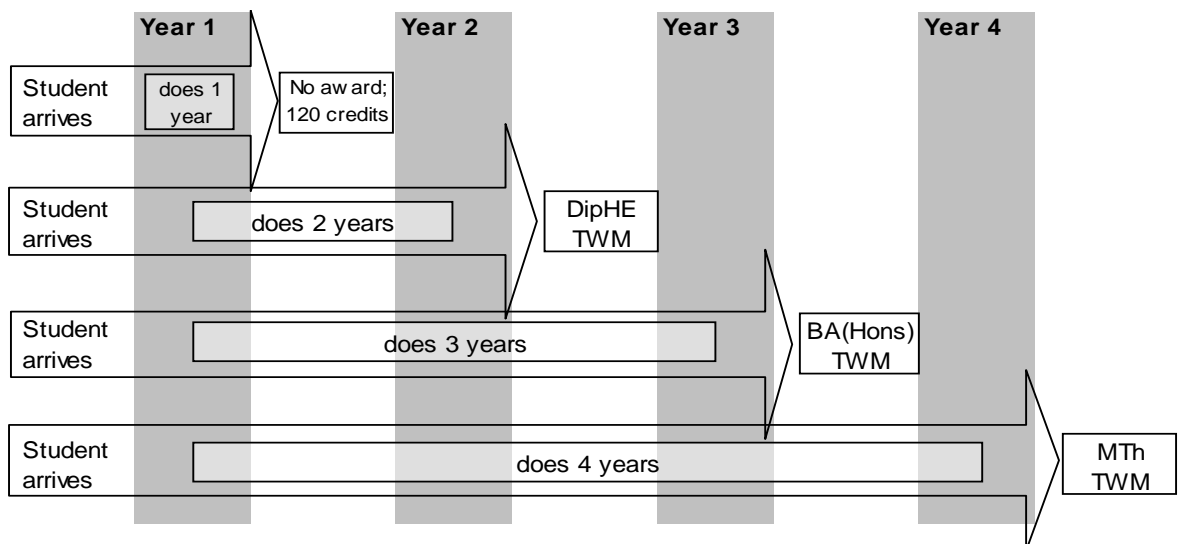 Year 1
Year 2
Year 3
Year 4
Student
arrives
does 1
year
No award;
120 credits
Student
arrives
does 2 years
DipHE
TWM
Student
arrives
does 3 years
BA(Hons)
TWM
Student
arrives
does 4 years
MTh
TWM